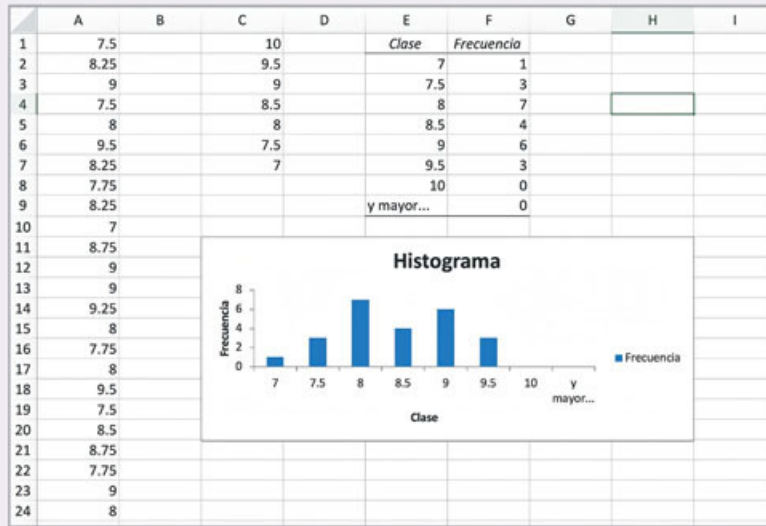 A B C D E F G H I
1 7.5 10 Clase Frecuencia
2 8.25 9.5 7 1
3 9 9 7.5 3
4 7.5 8.5 8 7
5 8 8 8.5 4
6 9.5 7.5 9 6
7 8.25 7 9.5 3
8 7.75 10 0
9 8.25 y mayor... 0
10 7
11 8.75
12 9
13 9
14 9.25
15 8
16 7.75
17 8
18 9.5
19 7.5
20 8.5
21 8.75
22 7.75
23 9
24 8
Histograma
Frecuencia
8
6
4
2
0
7 7.5 8 8.5 9 9.5 10 y
mayor...
Clase
Frecuencia